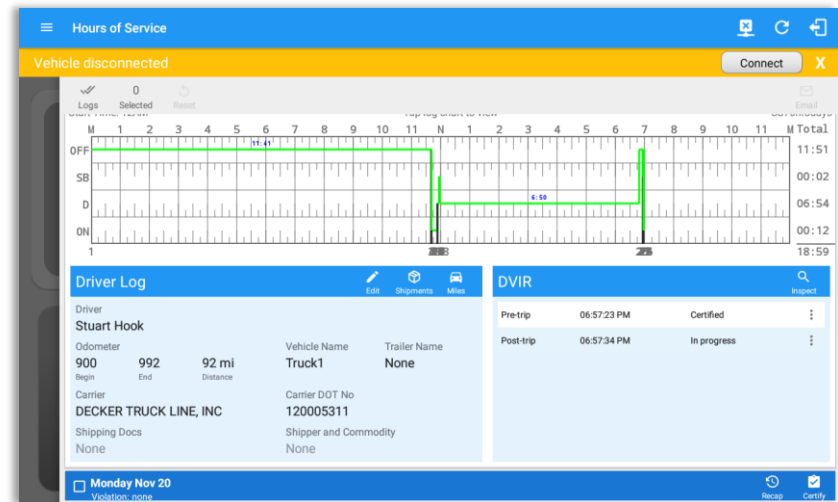 Hours of Service
Vehicle disconnected
Connect
X
Logs
0
Selected
Reset
Email
Start Time: 12AM
Tap log chart to view
M 1 2 3 4 5 6 7 8 9 10 11 N 1 2 3 4 5 6 7 8 9 10 11 M Total
OFF 11:41 11:51
SB 00:02
D 6:50 06:54
ON 00:12
1 18:59
Driver Log
Edit
Shipments
Miles
Driver
Stuart Hook
Odometer Vehicle Name Trailer Name
900 992 92 mi Truck1 None
Begin End Distance
Carrier Carrier DOT No
DECKER TRUCK LINE, INC 120005311
Shipping Docs Shipper and Commodity
None None
DVIR
Inspect
Pre-trip 06:57:23 PM Certified
Post-trip 06:57:34 PM In progress
Monday Nov 20
Violation: none
Recap
Certify